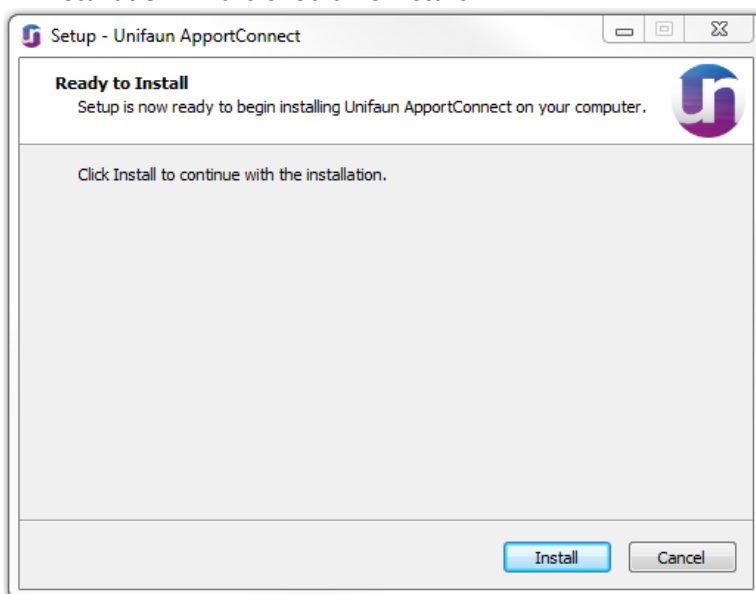 Setup - Unifaun ApportConnect
Ready to Install
Setup is now ready to begin installing Unifaun ApportConnect on your computer.
un
Click Install to continue with the installation.
Install Cancel